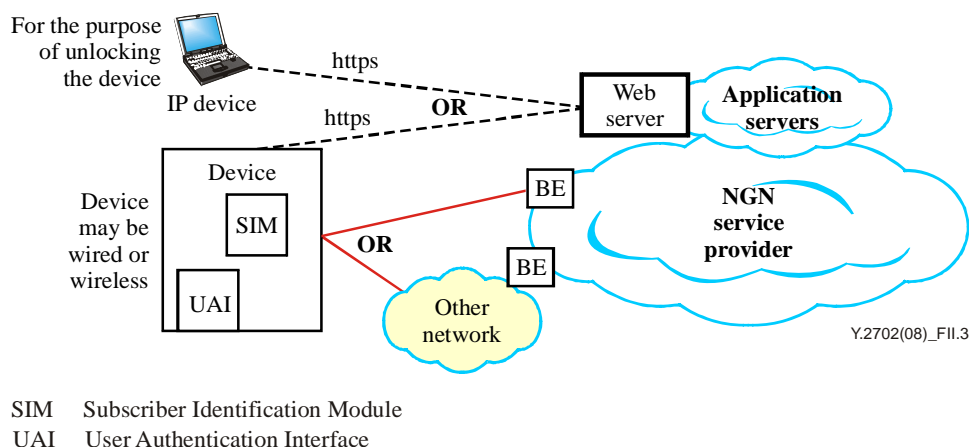 For the purpose
of unlocking
the device
IP device
https
OR
https
Web
server
Application
servers
Device
SIM
UAI
Device
may be
wired or
wireless
OR
BE
BE
NGN
service
provider
Other
network
Y.2702(08)_FII.3
SIM Subscriber Identification Module
UAI User Authentication Interface